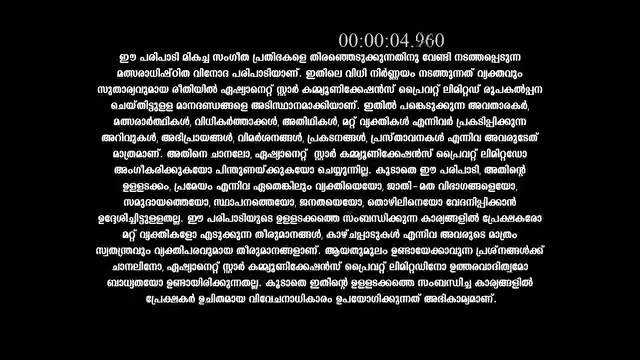 00:00:04.960
ഈ പരിപാടി മികച്ച സംഗീത പ്രതിഭകളെ തിരഞ്ഞെടുക്കുന്നതിനു വേണ്ടി നടത്തപ്പെടുന്ന
മത്സരാധിഷ്ഠിത വിനോദ പരിപാടിയാണ്. ഇതിലെ വിധി നിർണ്ണയം നടത്തുന്നത് വ്യക്തവും
സുതാര്യവുമായ രീതിയിൽ ഏഷ്യാനെറ്റ് സ്റ്റാർ കമ്മ്യൂണിക്കേഷൻസ് പ്രൈവറ്റ് ലിമിറ്റഡ് രൂപകൽപ്പന
ചെയ്തിട്ടുളള മാനദണ്ഡങ്ങളെ അടിസ്ഥാനമാക്കിയാണ്. ഇതിൽ പങ്കെടുക്കുന്ന അവതാരകർ,
മത്സരാർത്ഥികൾ, വിധികർത്താക്കൾ, അതിഥികൾ, മറ്റ് വ്യക്തികൾ എന്നിവർ പ്രകടിപ്പിക്കുന്ന
അറിവുകൾ, അഭിപ്രായങ്ങൾ, വിമർശനങ്ങൾ, പ്രകടനങ്ങൾ, പ്രസ്താവനകൾ എന്നിവ അവരുടേത്
മാത്രമാണ്. അതിനെ ചാനലോ, ഏഷ്യാനെറ്റ് സ്റ്റാർ കമ്മ്യൂണിക്കേഷൻസ് പ്രൈവറ്റ് ലിമിറ്റഡോ
അംഗീകരിക്കുകയോ പിന്തുണയ്ക്കുകയോ ചെയ്യുന്നില്ല. കൂടാതെ ഈ പരിപാടി, അതിന്റെ
ഉളളടക്കം, പ്രമേയം എന്നിവ ഏതെങ്കിലും വ്യക്തിയെയോ, ജാതി-മത വിഭാഗങ്ങളെയോ,
സമുദായത്തെയോ, സ്ഥാപനത്തെയോ, ജനതയെയോ, തൊഴിലിനെയോ വേദനിപ്പിക്കാൻ
ഉദ്ദേശിച്ചിട്ടുളളതല്ല. ഈ പരിപാടിയുടെ ഉളളടക്കത്തെ സംബന്ധിക്കുന്ന കാര്യങ്ങളിൽ പ്രേക്ഷകരോ
മറ്റ് വ്യക്തികളോ എടുക്കുന്ന തീരുമാനങ്ങൾ, കാഴ്ചപ്പാടുകൾ എന്നിവ അവരുടെ മാത്രം
സ്വതന്ത്രവും വ്യക്തിപരവുമായ തീരുമാനങ്ങളാണ്. ആയതുമൂലം ഉണ്ടായേക്കാവുന്ന പ്രശ്നങ്ങൾക്ക്
ചാനലിനോ, ഏഷ്യാനെറ്റ് സ്റ്റാർ കമ്മ്യൂണിക്കേഷൻസ് പ്രൈവറ്റ് ലിമിറ്റഡിനോ ഉത്തരവാദിത്വമോ
ബാധ്യതയോ ഉണ്ടായിരിക്കുന്നതല്ല. കൂടാതെ ഇതിന്റെ ഉളളടക്കത്തെ സംബന്ധിച്ച കാര്യങ്ങളിൽ
പ്രേക്ഷകർ ഉചിതമായ വിവേചനാധികാരം ഉപയോഗിക്കുന്നത് അഭികാമ്യമാണ്.